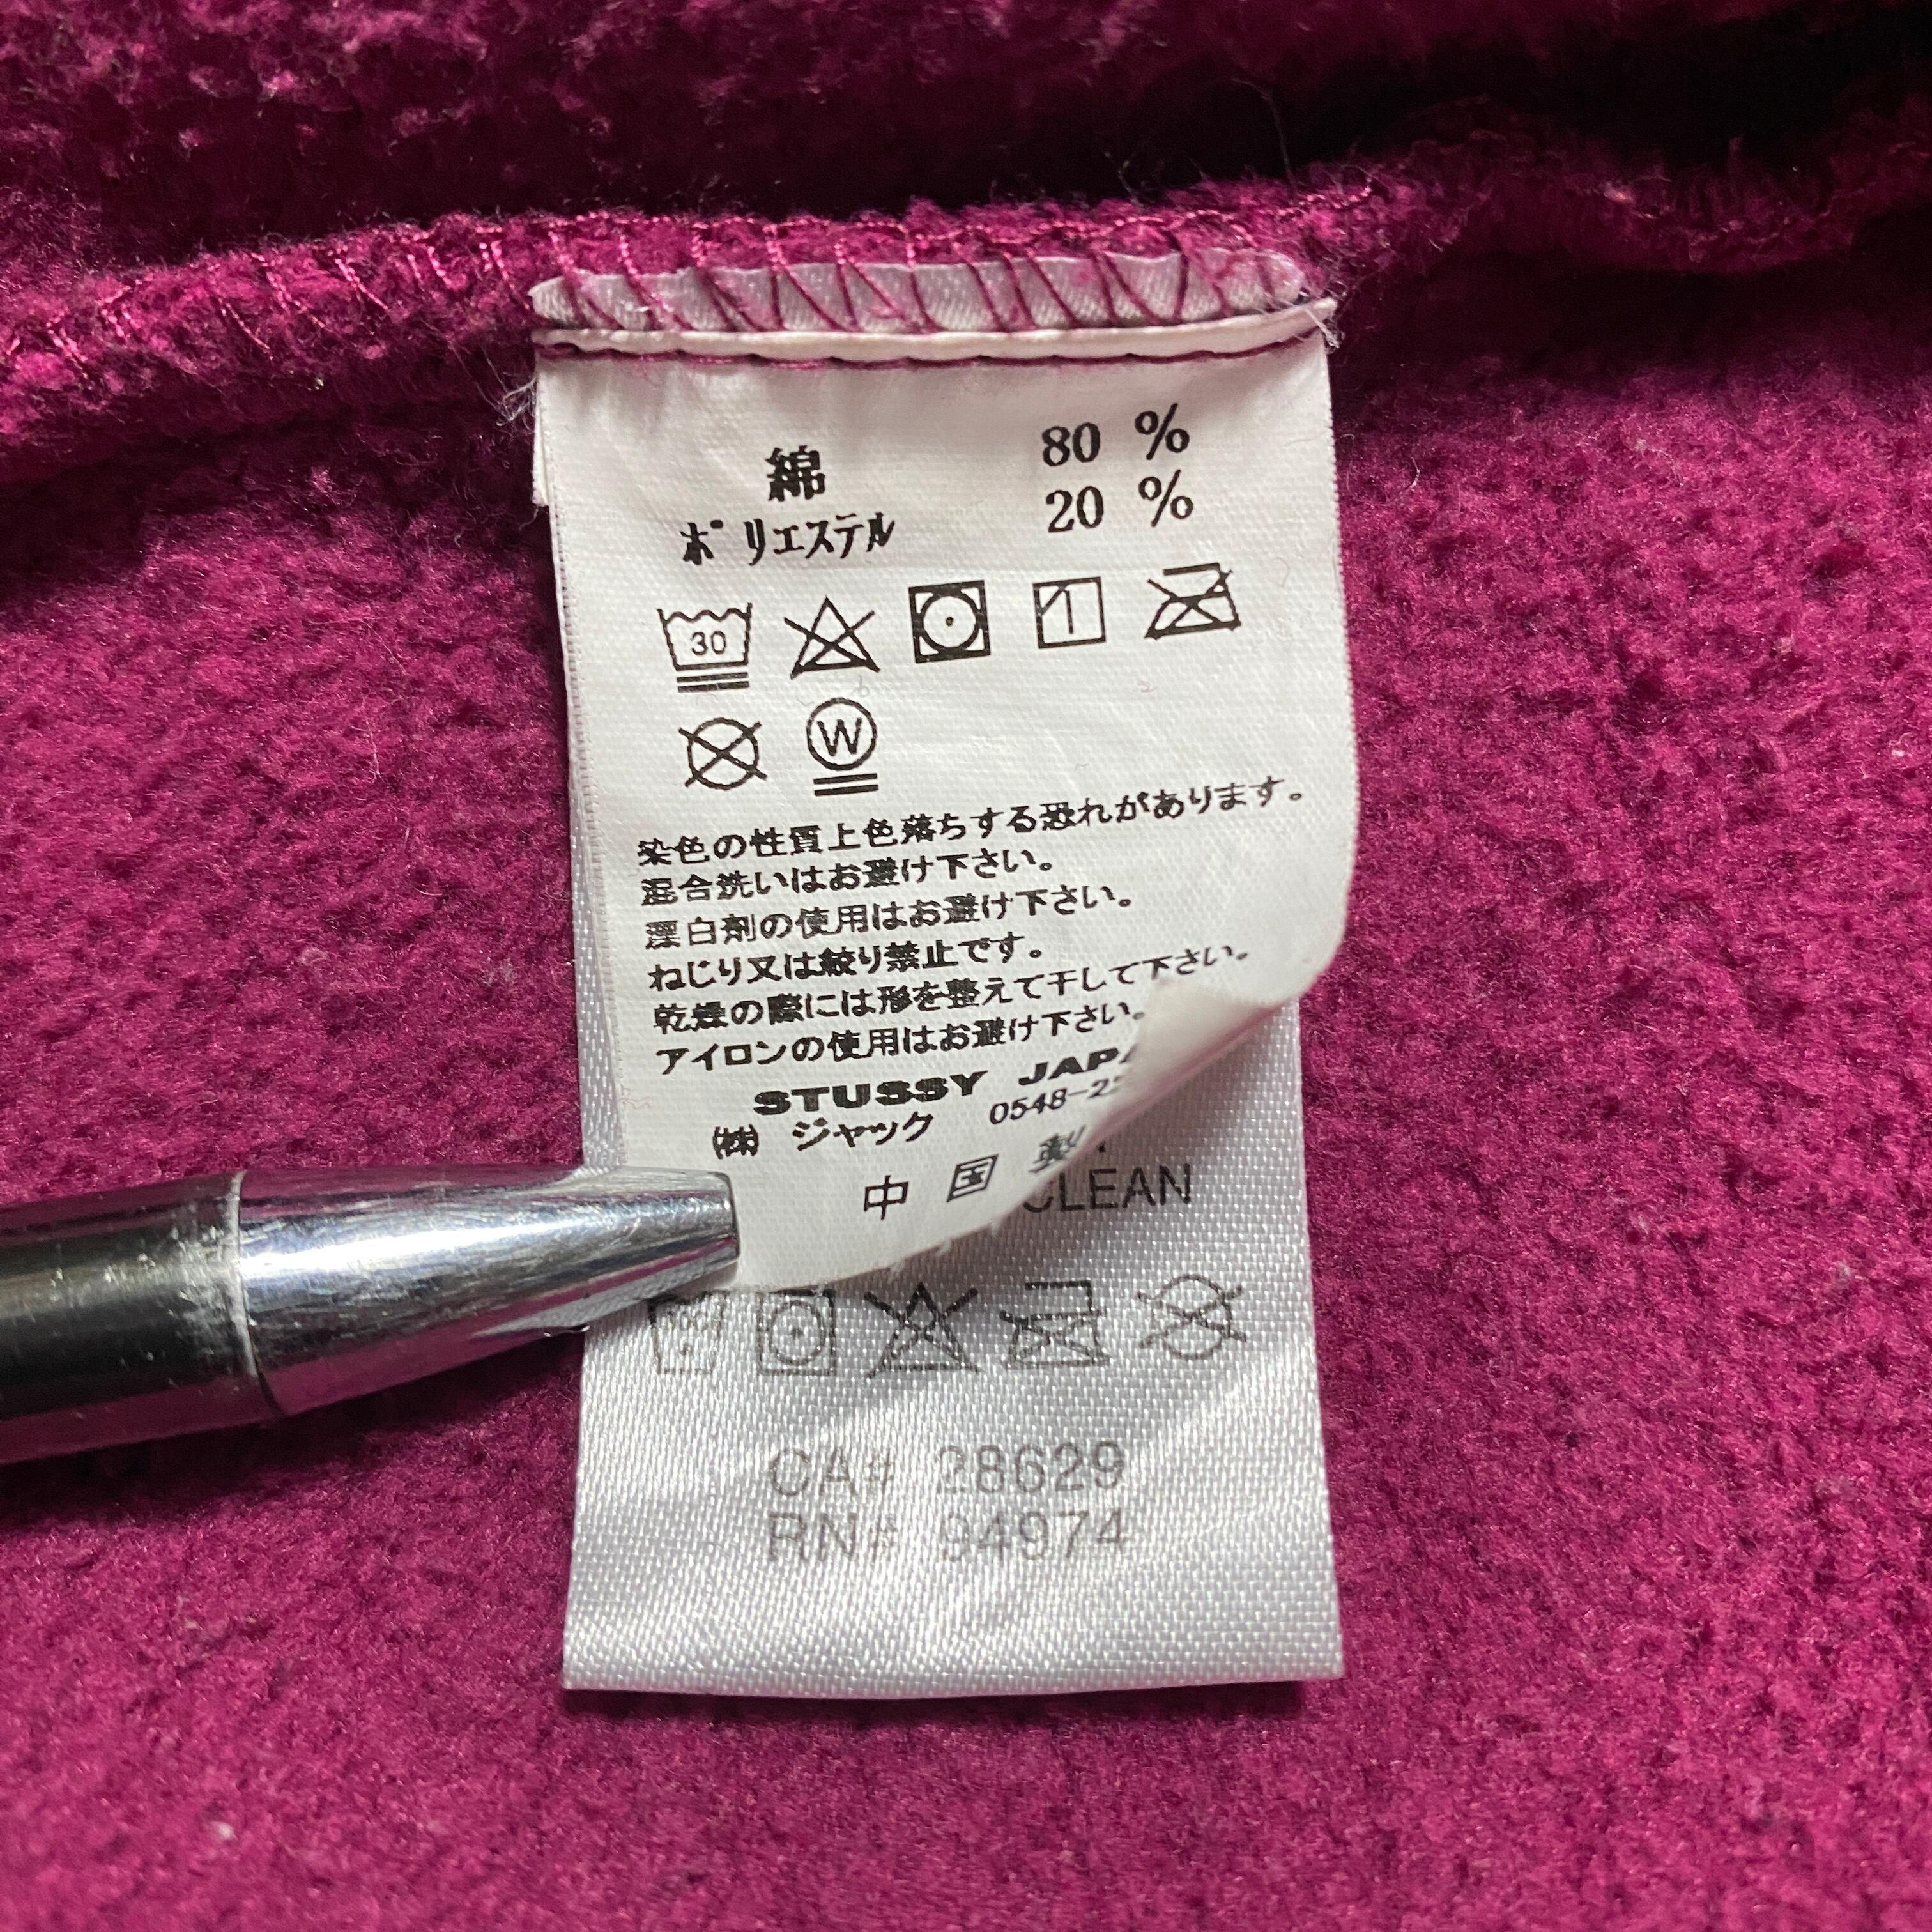 綿 80 %
ポリエステル 20 %
30
W
染色の性質上色落ちする恐れがあります。
混合洗いはお避け下さい。
漂白剤の使用はお避け下さい。
ねじり又は絞り禁止です。
乾燥の際には形を整えて干して下さい。
アイロンの使用はお避け下さい。
STUSSY
㈱ ジャック 0548-2
中国製
CLEAN
CA# 28629
RN# 94974